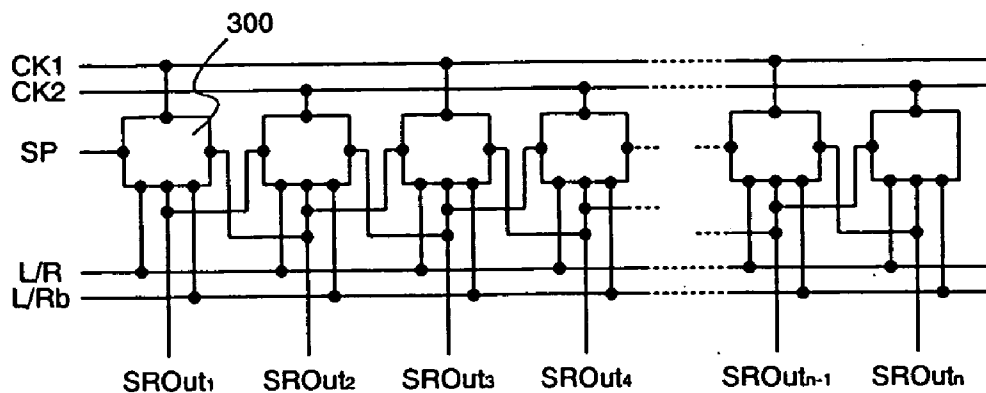 300
CK1
CK2
SP
L/R
L/Rb
SROut1 SROut2 SROut3 SROut4 SROutn-1 SROutn